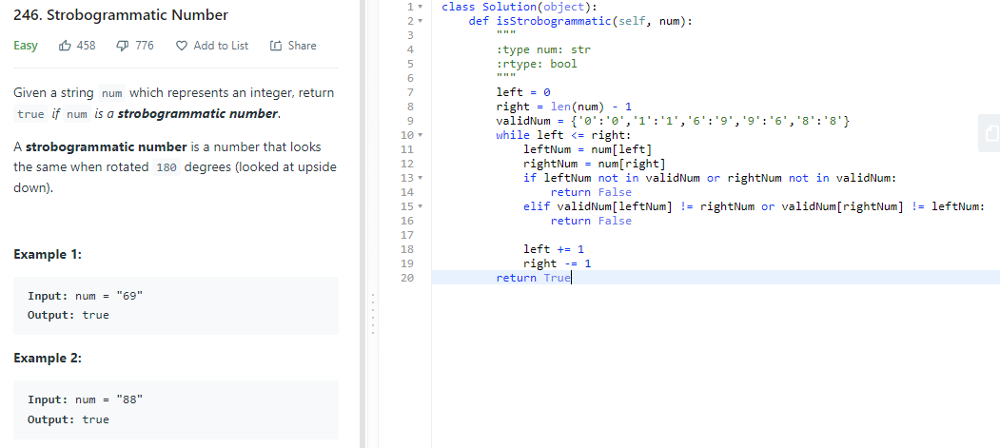 246. Strobogrammatic Number
Easy 458 776 Add to List Share
Given a string num which represents an integer, return
true if num is a strobogrammatic number.
A strobogrammatic number is a number that looks
the same when rotated 180 degrees (looked at upside
down).
Example 1:
Input: num = "69"
Output: true
Example 2:
Input: num = "88"
Output: true
1 class Solution(object):
2     def isStrobogrammatic(self, num):
3         """
4         :type num: str
5         :rtype: bool
6         """
7         left = 0
8         right = len(num) - 1
9         validNum = {'0':'0','1':'1','6':'9','9':'6','8':'8'}
10         while left <= right:
11             leftNum = num[left]
12             rightNum = num[right]
13             if leftNum not in validNum or rightNum not in validNum:
14                 return False
15             elif validNum[leftNum] != rightNum or validNum[rightNum] != leftNum:
16                 return False
17
18             left += 1
19             right -= 1
20         return True